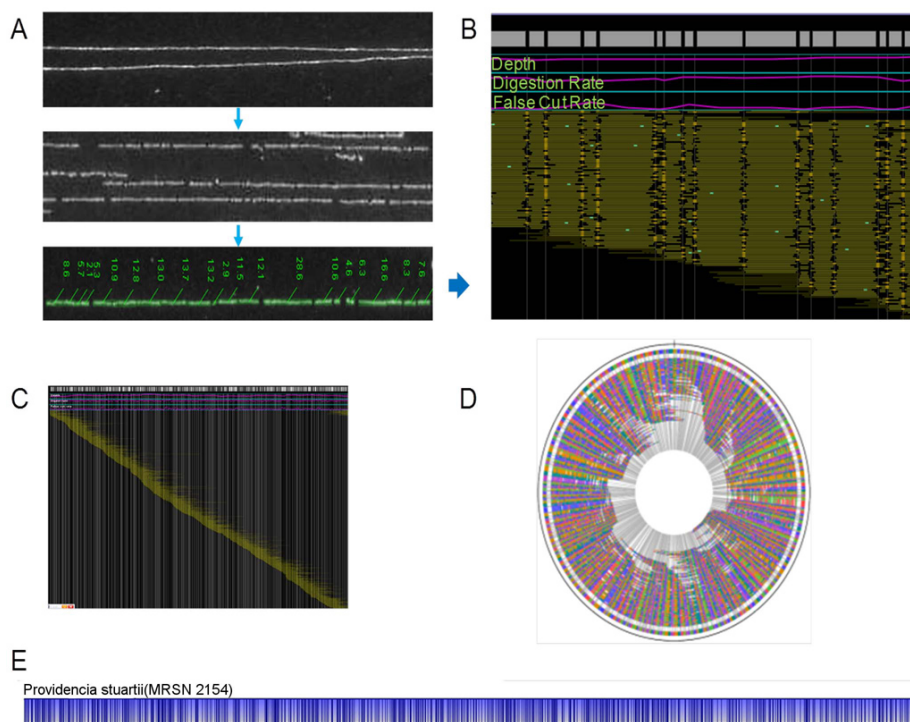 A
8.6 5.7 2.1 5.3 10.9 12.8 13.0 13.7 13.2 2.9 11.5 12.1 28.6 10.8 4.6 6.3 16.6 8.3 7.6
B
Depth
Digestion Rate
False Cut Rate
C
D
E
Providencia stuartii(MRSN 2154)